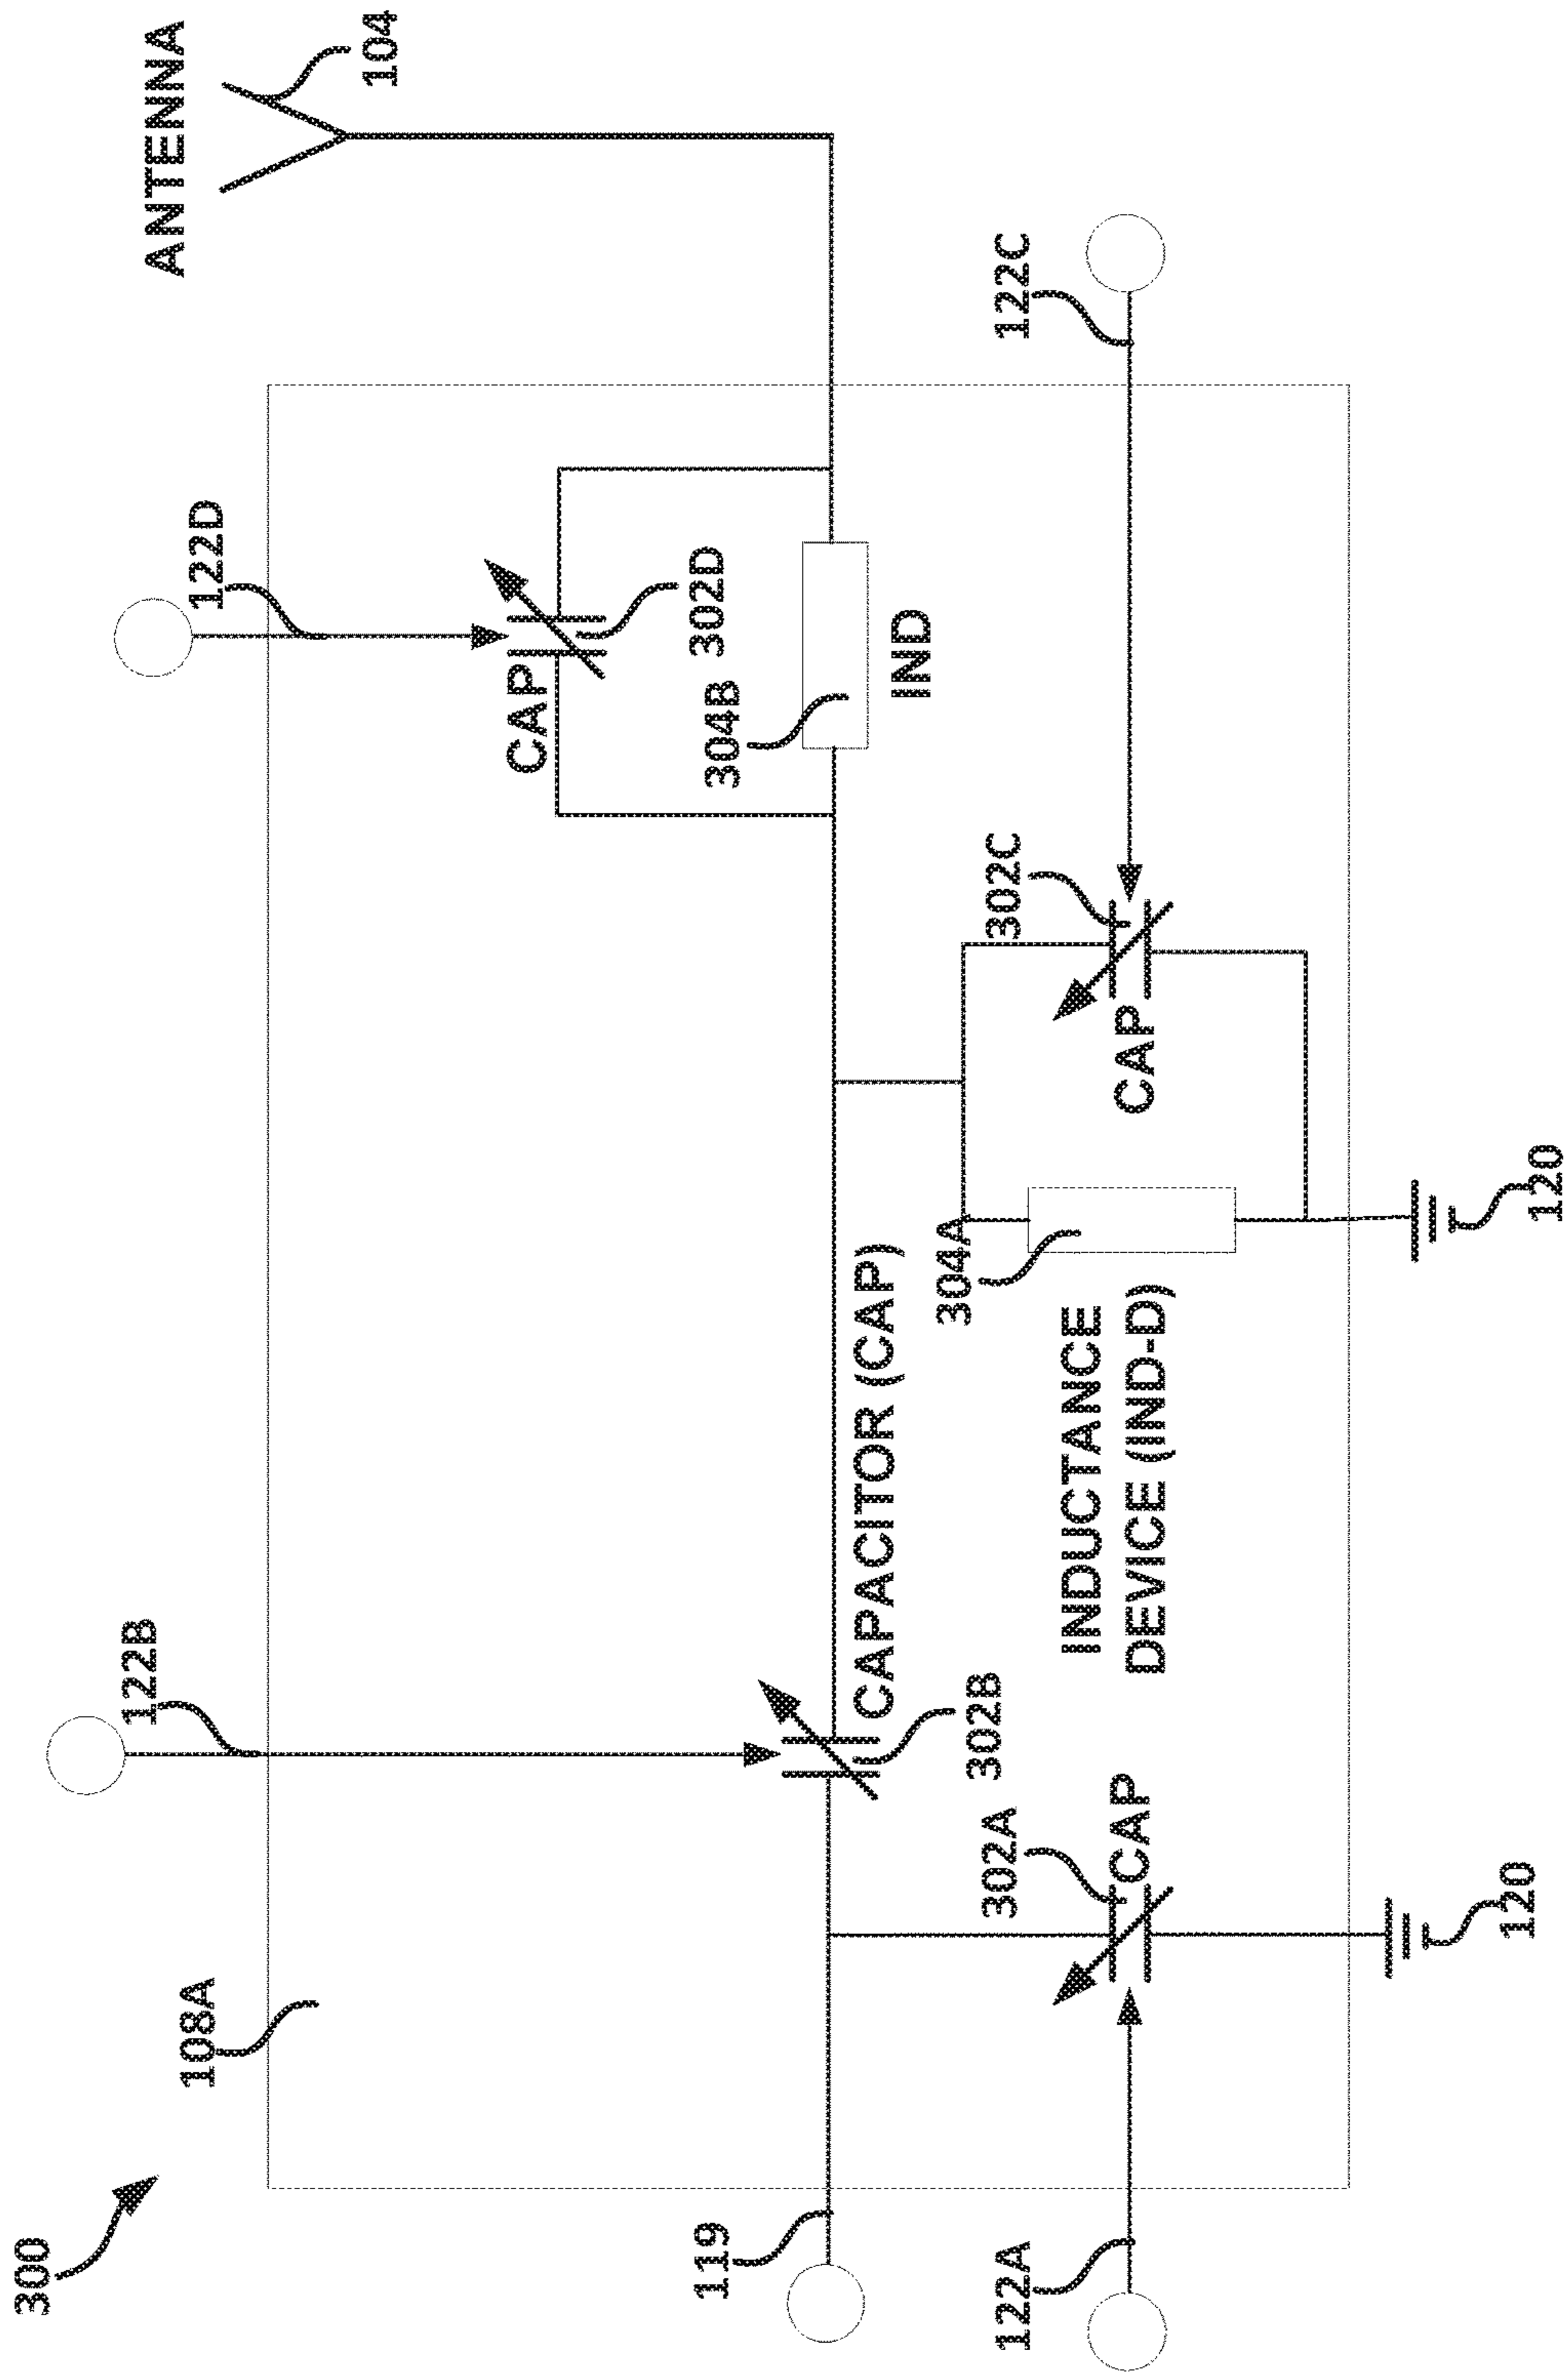 300
108A
122B
122D
ANTENNA
104
CAP
302D
304B
IND
119
302B
CAPACITOR (CAP)
304A
302C
122C
122A
302A
CAP
INDUCTANCE
DEVICE (IND-D)
CAP
120
120